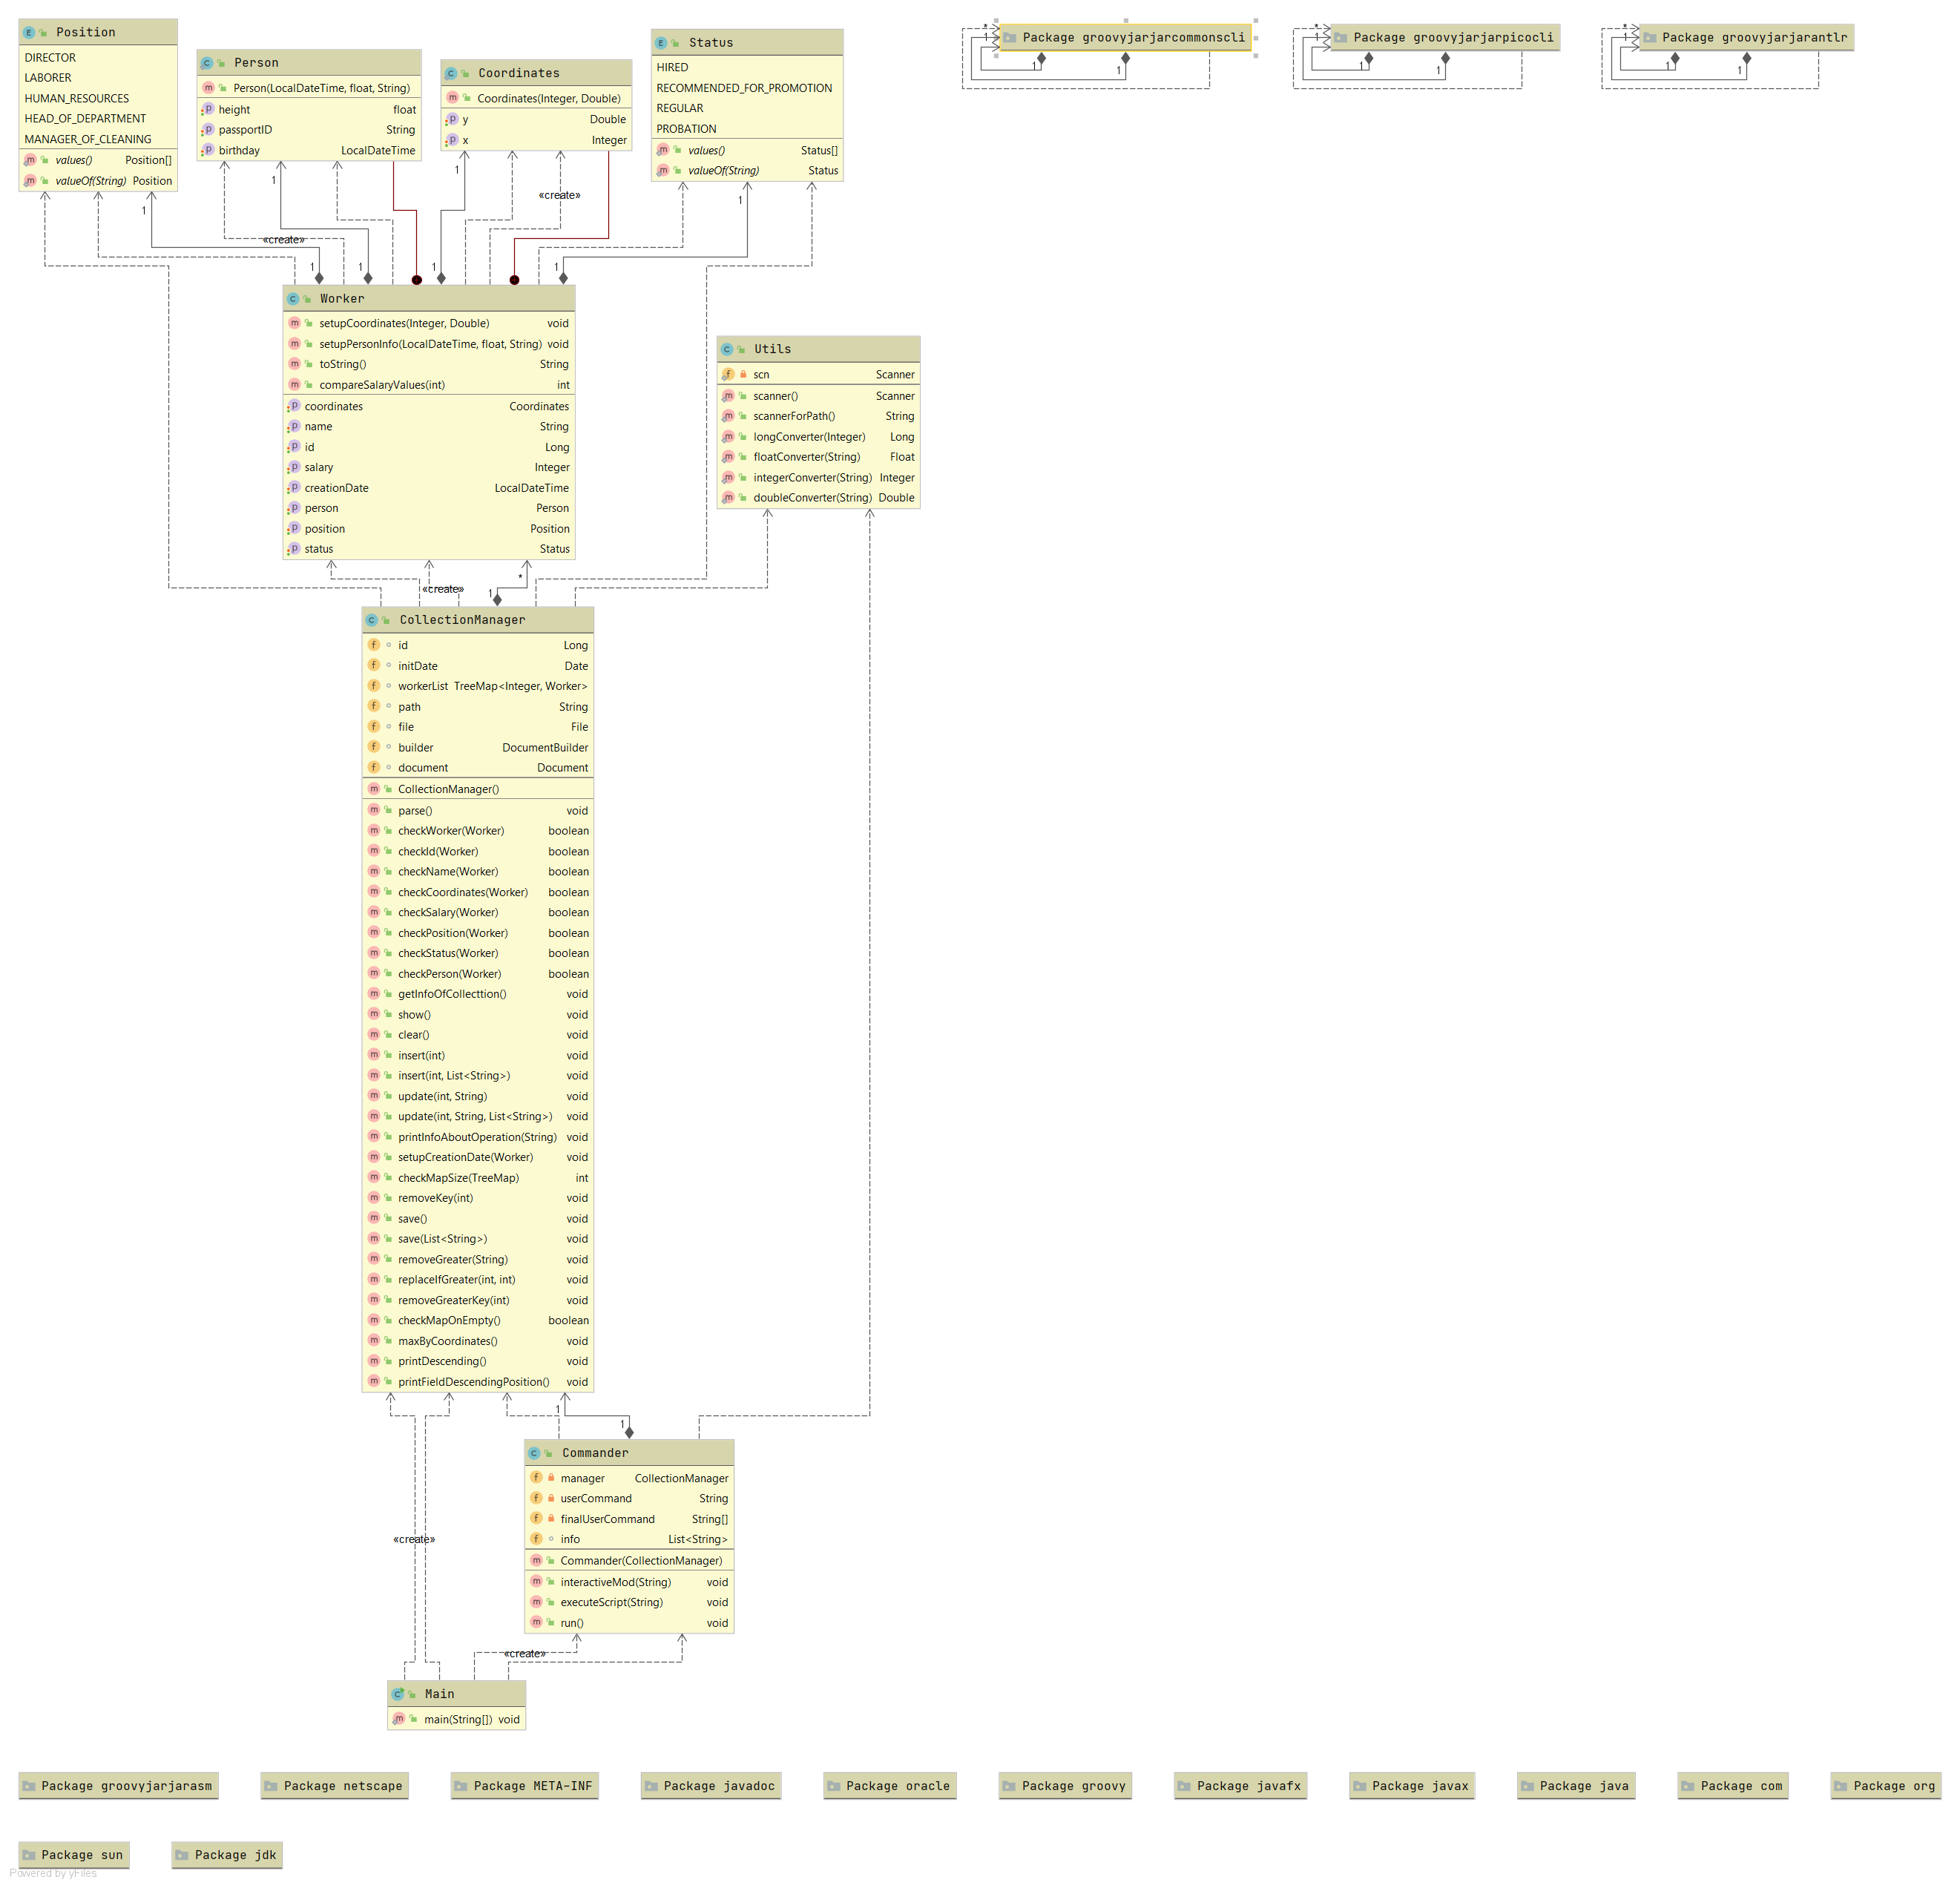 Position
DIRECTOR
LABORER
HUMAN_RESOURCES
HEAD_OF_DEPARTMENT
MANAGER_OF_CLEANING
values() Position[]
valueOf(String) Position
Person
Person(LocalDateTime, float, String)
height float
passportID String
birthday LocalDateTime
Coordinates
Coordinates(Integer, Double)
y Double
x Integer
Status
HIRED
RECOMMENDED_FOR_PROMOTION
REGULAR
PROBATION
values() Status[]
valueOf(String) Status
* 1 Package groovyjarjarcommonscli
1 1
* 1 Package groovyjarjarpicocli
1 1
* 1 Package groovyjarjarantlr
1 1
1 1 1 1
«create»
«create»
1 1 1 1
Worker
setupCoordinates(Integer, Double) void
setupPersonInfo(LocalDateTime, float, String) void
toString() String
compareSalaryValues(int) int
coordinates Coordinates
name String
id Long
salary Integer
creationDate LocalDateTime
person Person
position Position
status Status
Utils
scn Scanner
scanner() Scanner
scannerForPath() String
longConverter(Integer) Long
floatConverter(String) Float
integerConverter(String) Integer
doubleConverter(String) Double
*
«create» 1
CollectionManager
id Long
initDate Date
workerList TreeMap<Integer, Worker>
path String
file File
builder DocumentBuilder
document Document
CollectionManager()
parse() void
checkWorker(Worker) boolean
checkId(Worker) boolean
checkName(Worker) boolean
checkCoordinates(Worker) boolean
checkSalary(Worker) boolean
checkPosition(Worker) boolean
checkStatus(Worker) boolean
checkPerson(Worker) boolean
getInfoOfCollecttion() void
show() void
clear() void
insert(int) void
insert(int, List<String>) void
update(int, String) void
update(int, String, List<String>) void
printInfoAboutOperation(String) void
setupCreationDate(Worker) void
checkMapSize(TreeMap) int
removeKey(int) void
save() void
save(List<String>) void
removeGreater(String) void
replaceIfGreater(int, int) void
removeGreaterKey(int) void
checkMapOnEmpty() boolean
maxByCoordinates() void
printDescending() void
printFieldDescendingPosition() void
1
1
Commander
manager CollectionManager
userCommand String
finalUserCommand String[]
info List<String>
Commander(CollectionManager)
interactiveMod(String) void
executeScript(String) void
run() void
«create»
«create»
Main
main(String[]) void
Package groovyjarjarasm
Package netscape
Package META-INF
Package javadoc
Package oracle
Package groovy
Package javafx
Package javax
Package java
Package com
Package org
Package sun
Package jdk
Powered by yFiles